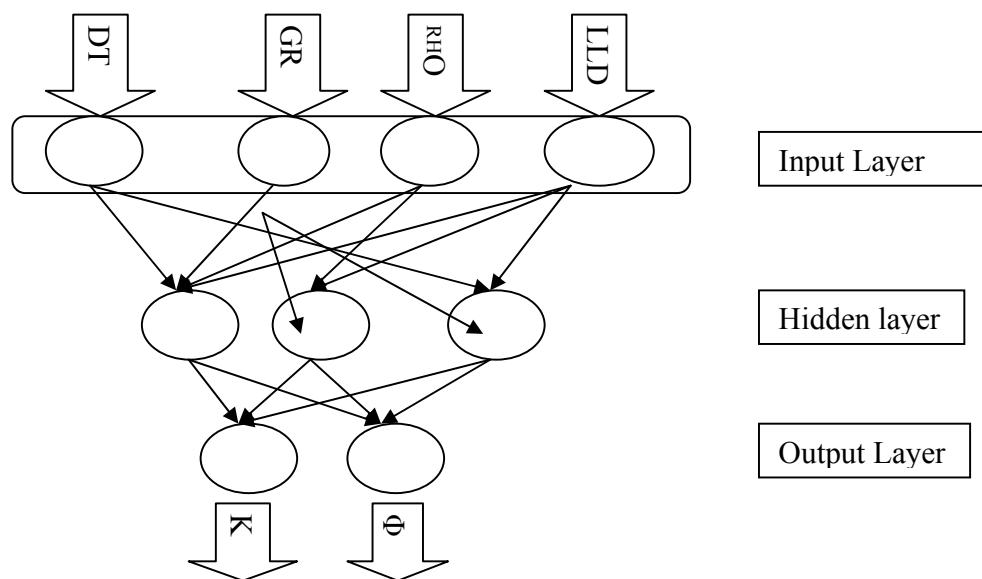 DT
GR
RHO
LLD
Input Layer
Hidden layer
Output Layer
K
Φ